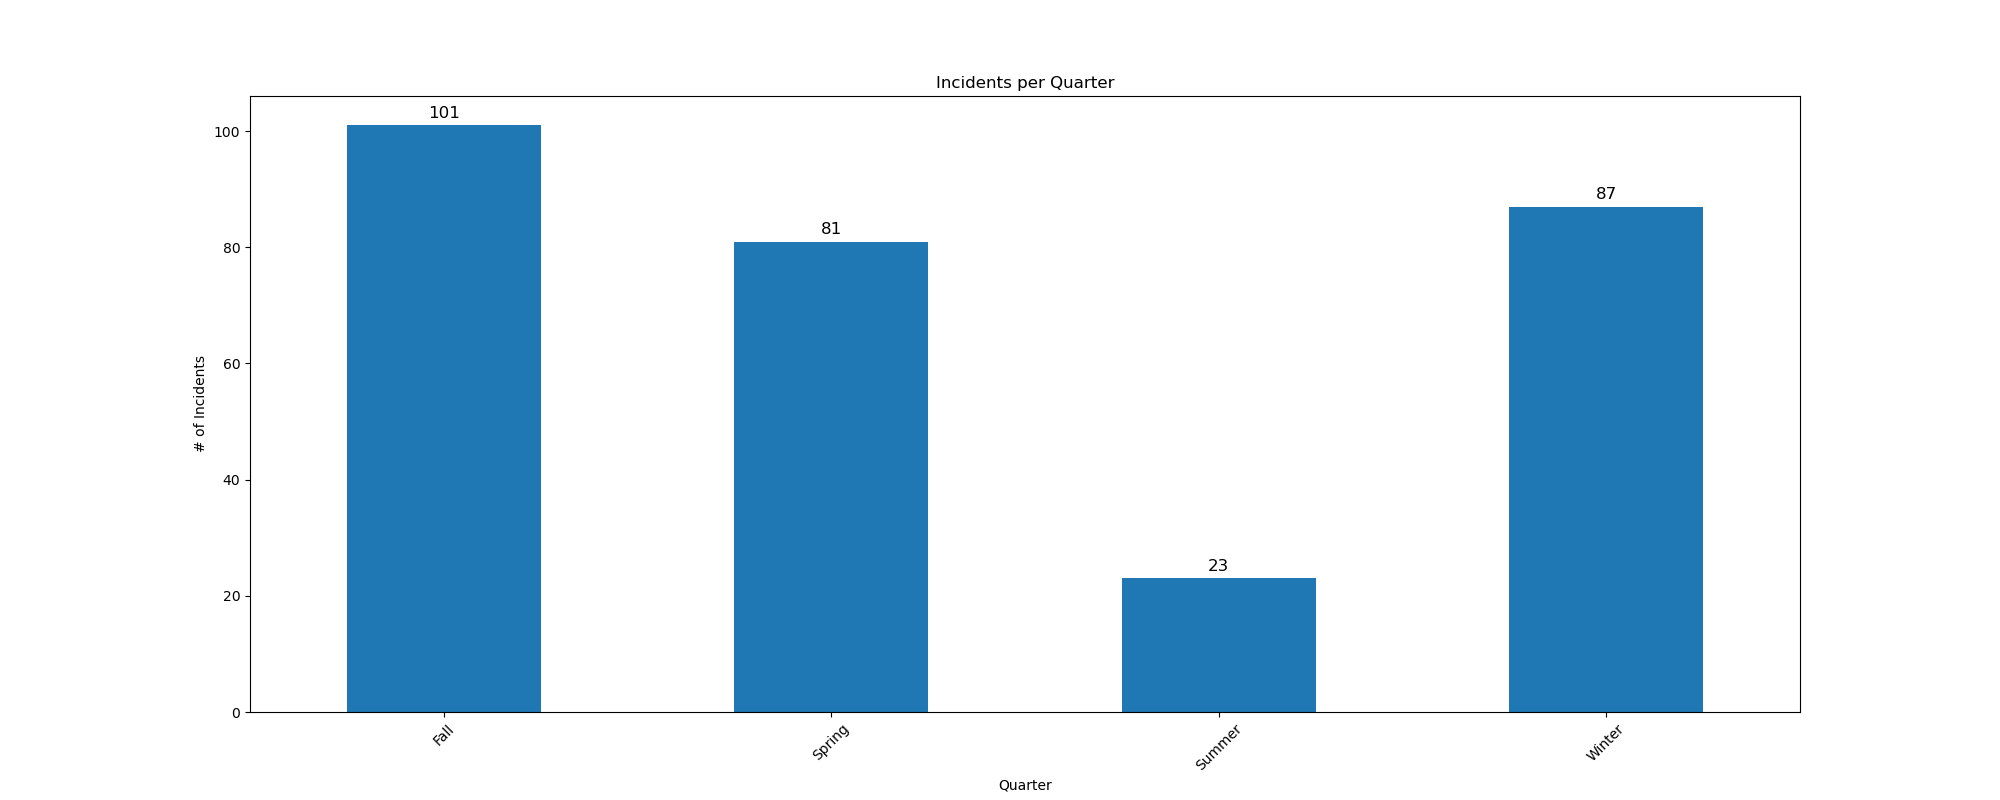 Incidents per Quarter
# of Incidents
100
80
60
40
20
0
101
81
23
87
Fall
Spring
Summer
Winter
Quarter